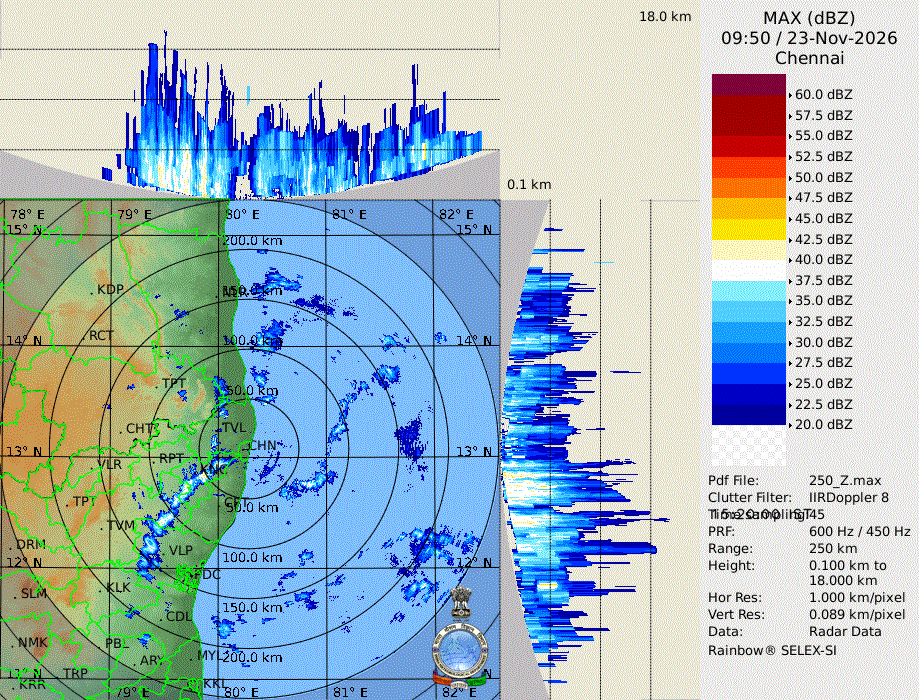 18.0 km
0.1 km
MAX (dBZ)
09:50 / 23-Nov-2026
Chennai
60.0 dBZ
57.5 dBZ
55.0 dBZ
52.5 dBZ
50.0 dBZ
47.5 dBZ
45.0 dBZ
42.5 dBZ
40.0 dBZ
37.5 dBZ
35.0 dBZ
32.5 dBZ
30.0 dBZ
27.5 dBZ
25.0 dBZ
22.5 dBZ
20.0 dBZ
Pdf File: 250_Z.max
Clutter Filter: IIRDoppler 8
PRF: 600 Hz / 450 Hz
Range: 250 km
Height: 0.100 km to
18.000 km
Hor Res: 1.000 km/pixel
Vert Res: 0.089 km/pixel
Data: Radar Data
Rainbow® SELEX-SI
78° E 79° E 80° E 81° E 82° E
15° N 15° N
200.0 km
KDP
150.0 km
RCT
14° N 100.0 km 14° N
TPT
50.0 km
CHT TVL
CHN
13° N 13° N
VLR RPT KNK
TPT
50.0 km
TVM
DRM VLP
100.0 km
12° N 12° N
PDC
KLK
SLM
150.0 km
CDL
NMK PBL
MYL 200.0 km
ARY
TRP
KRR KKL
79° E 80° E 81° E 82° E